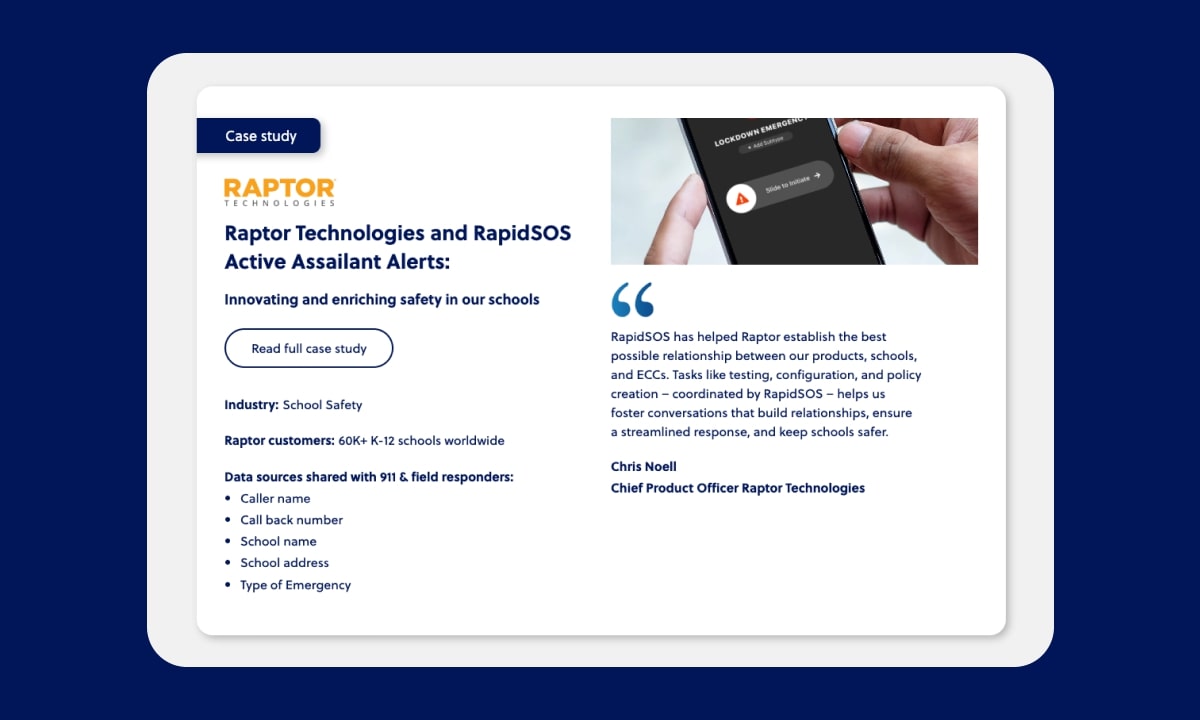 Case study
RAPTOR
TECHNOLOGIES
Raptor Technologies and RapidSOS
Active Assailant Alerts:
Innovating and enriching safety in our schools
Read full case study
Industry: School Safety
Raptor customers: 60K+ K-12 schools worldwide
Data sources shared with 911 & field responders:
• Caller name
• Call back number
• School name
• School address
• Type of Emergency
LOCKDOWN EMERGENCY
+ Add Subtype
Slide to Initiate →
“
RapidSOS has helped Raptor establish the best
possible relationship between our products, schools,
and ECCs. Tasks like testing, configuration, and policy
creation – coordinated by RapidSOS – helps us
foster conversations that build relationships, ensure
a streamlined response, and keep schools safer.
Chris Noell
Chief Product Officer Raptor Technologies